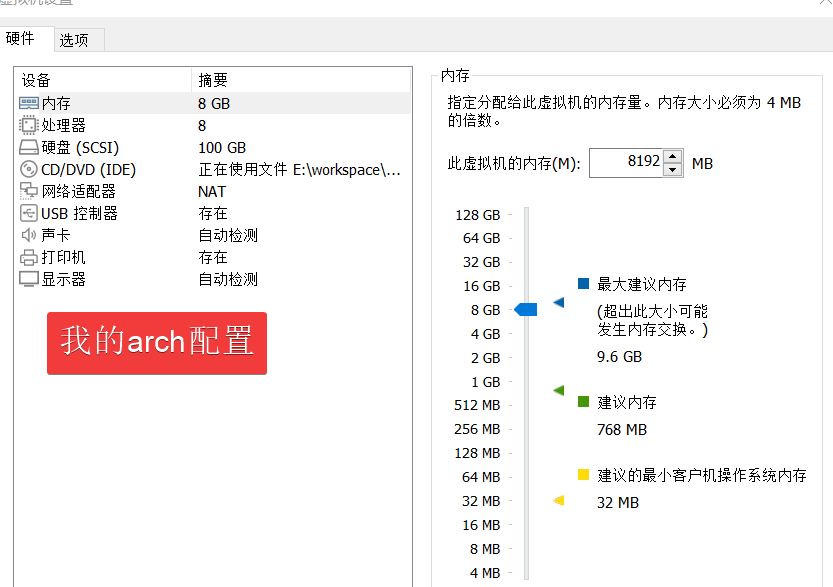 虚拟机设置
硬件
选项
设备
摘要
内存
8 GB
处理器
8
硬盘 (SCSI)
100 GB
CD/DVD (IDE)
正在使用文件 E:\workspace\...
网络适配器
NAT
USB 控制器
存在
声卡
自动检测
打印机
存在
显示器
自动检测
我的arch配置
内存
指定分配给此虚拟机的内存量。内存大小必须为 4 MB
的倍数。
此虚拟机的内存(M):
8192
MB
128 GB
64 GB
32 GB
16 GB
8 GB
4 GB
2 GB
1 GB
512 MB
256 MB
128 MB
64 MB
32 MB
16 MB
8 MB
4 MB
最大建议内存
(超出此大小可能
发生内存交换。)
9.6 GB
建议内存
768 MB
建议的最小客户机操作系统内存
32 MB